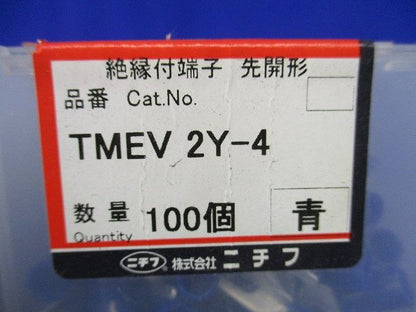 絶縁付端子 先開形
品番 Cat.No.
TMEV 2Y-4
数量 100個 青
Quantity
ニチフ 株式会社 ニチフ